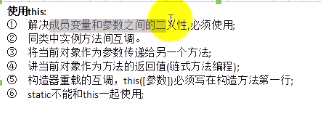 使用this:
① 解决成员变量和参数之间的二义性,必须使用;
② 同类中实例方法间互调。
③ 将当前对象作为参数传递给另一个方法;
④ 讲当前对象作为方法的返回值(链式方法编程);
⑤ 构造器重载的互调，this([参数])必须写在构造方法第一行;
⑥ static不能和this一起使用;